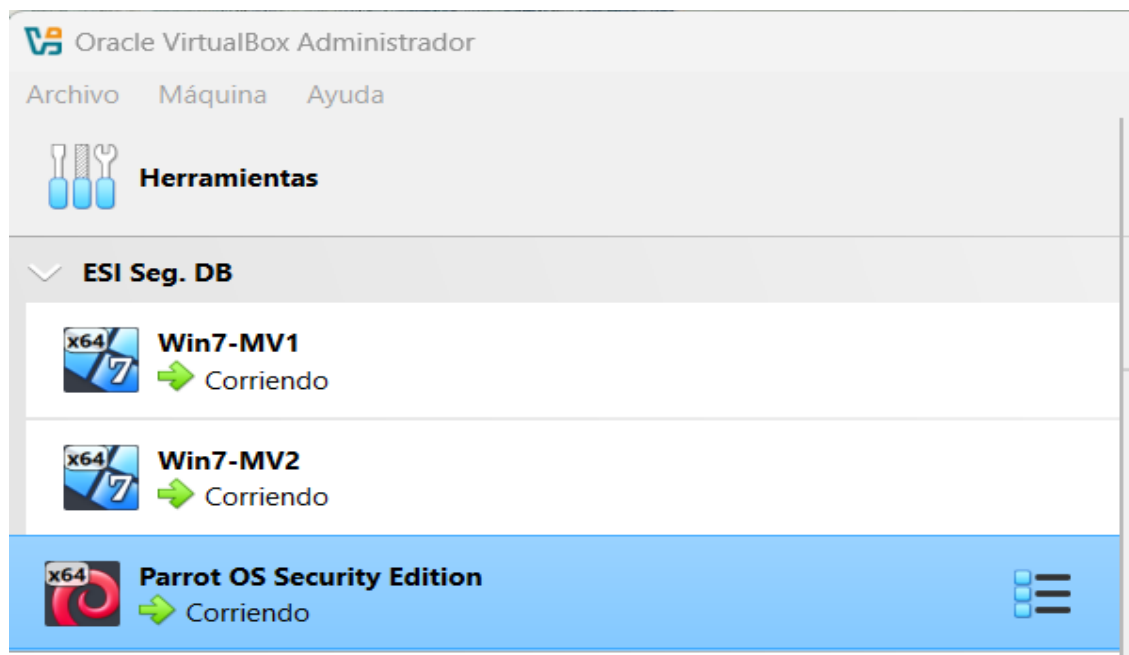 Oracle VirtualBox Administrador
Archivo Máquina Ayuda
Herramientas
ESI Seg. DB
x64
7
Win7-MV1
Corriendo
x64
7
Win7-MV2
Corriendo
x64
Parrot OS Security Edition
Corriendo